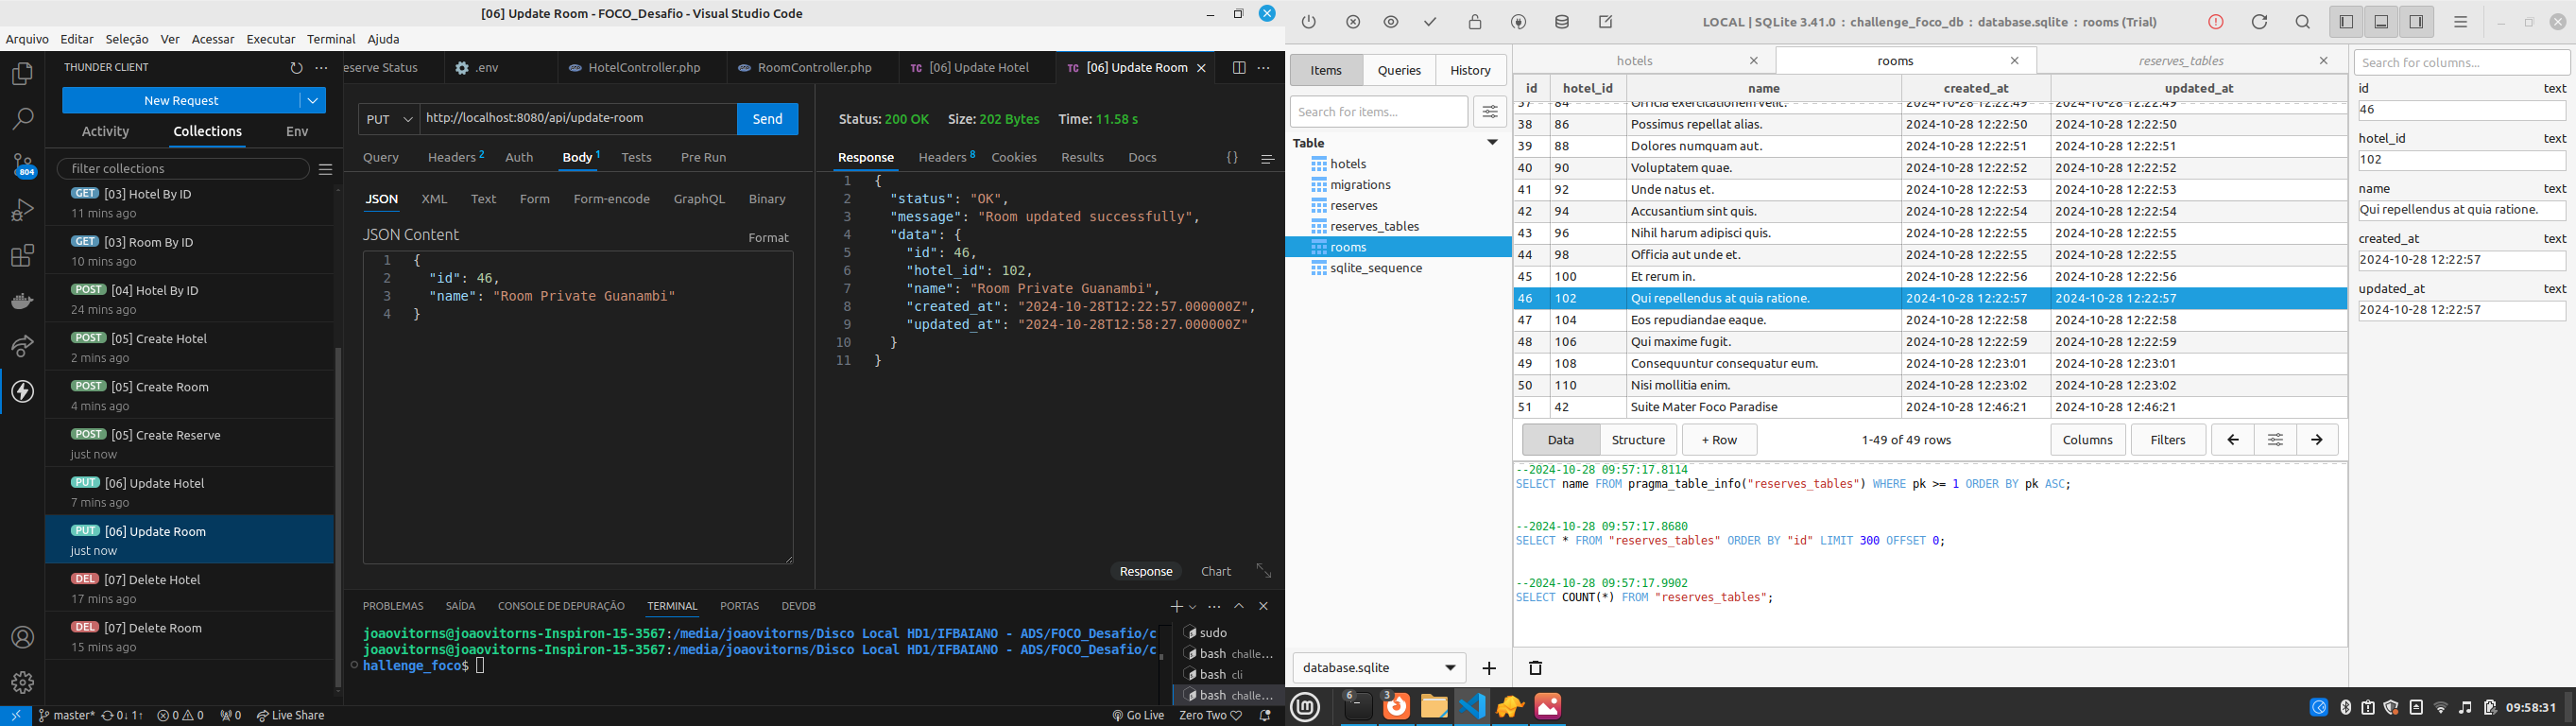 [06] Update Room - FOCO_Desafio - Visual Studio Code
Arquivo Editar Seleção Ver Acessar Executar Terminal Ajuda
THUNDER CLIENT
New Request
Activity Collections Env
filter collections
804
GET [03] Hotel By ID
11 mins ago
GET [03] Room By ID
10 mins ago
POST [04] Hotel By ID
24 mins ago
POST [05] Create Hotel
2 mins ago
POST [05] Create Room
4 mins ago
POST [05] Create Reserve
just now
PUT [06] Update Hotel
7 mins ago
PUT [06] Update Room
just now
DEL [07] Delete Hotel
17 mins ago
DEL [07] Delete Room
15 mins ago
eserve Status .env HotelController.php RoomController.php TC [06] Update Hotel TC [06] Update Room
PUT http://localhost:8080/api/update-room Send
Query Headers 2 Auth Body 1 Tests Pre Run
JSON XML Text Form Form-encode GraphQL Binary
JSON Content Format
1 {
2 "id": 46,
3 "name": "Room Private Guanambi"
4 }
Status: 200 OK Size: 202 Bytes Time: 11.58 s
Response Headers 8 Cookies Results Docs {}
1 {
2 "status": "OK",
3 "message": "Room updated successfully",
4 "data": {
5 "id": 46,
6 "hotel_id": 102,
7 "name": "Room Private Guanambi",
8 "created_at": "2024-10-28T12:22:57.000000Z",
9 "updated_at": "2024-10-28T12:58:27.000000Z"
10 }
11 }
Response Chart
PROBLEMAS SAÍDA CONSOLE DE DEPURAÇÃO TERMINAL PORTAS DEVDB
joaovitorns@joaovitorns-Inspiron-15-3567:/media/joaovitorns/Disco Local HD1/IFBAIANO - ADS/FOCO_Desafio/c
joaovitorns@joaovitorns-Inspiron-15-3567:/media/joaovitorns/Disco Local HD1/IFBAIANO - ADS/FOCO_Desafio/c
hallenge_foco$
sudo
bash challe...
bash cli
bash challe...
master* 0↓ 1↑ 0 0 0 Live Share Go Live Zero Two
LOCAL | SQLite 3.41.0 : challenge_foco_db : database.sqlite : rooms (Trial)
Items Queries History
Search for items...
Table
hotels
migrations
reserves
reserves_tables
rooms
sqlite_sequence
database.sqlite
hotels rooms reserves_tables
id hotel_id name created_at updated_at
37 84 Officia exercitationem velit. 2024-10-28 12:22:49 2024-10-28 12:22:49
38 86 Possimus repellat alias. 2024-10-28 12:22:50 2024-10-28 12:22:50
39 88 Dolores numquam aut. 2024-10-28 12:22:51 2024-10-28 12:22:51
40 90 Voluptatem quae. 2024-10-28 12:22:52 2024-10-28 12:22:52
41 92 Unde natus et. 2024-10-28 12:22:53 2024-10-28 12:22:53
42 94 Accusantium sint quis. 2024-10-28 12:22:54 2024-10-28 12:22:54
43 96 Nihil harum adipisci quis. 2024-10-28 12:22:55 2024-10-28 12:22:55
44 98 Officia aut unde et. 2024-10-28 12:22:55 2024-10-28 12:22:55
45 100 Et rerum in. 2024-10-28 12:22:56 2024-10-28 12:22:56
46 102 Qui repellendus at quia ratione. 2024-10-28 12:22:57 2024-10-28 12:22:57
47 104 Eos repudiandae eaque. 2024-10-28 12:22:58 2024-10-28 12:22:58
48 106 Qui maxime fugit. 2024-10-28 12:22:59 2024-10-28 12:22:59
49 108 Consequuntur consequatur eum. 2024-10-28 12:23:01 2024-10-28 12:23:01
50 110 Nisi mollitia enim. 2024-10-28 12:23:02 2024-10-28 12:23:02
51 42 Suite Mater Foco Paradise 2024-10-28 12:46:21 2024-10-28 12:46:21
Data Structure + Row 1-49 of 49 rows Columns Filters
--2024-10-28 09:57:17.8114
SELECT name FROM pragma_table_info("reserves_tables") WHERE pk >= 1 ORDER BY pk ASC;
--2024-10-28 09:57:17.8680
SELECT * FROM "reserves_tables" ORDER BY "id" LIMIT 300 OFFSET 0;
--2024-10-28 09:57:17.9902
SELECT COUNT(*) FROM "reserves_tables";
Search for columns...
id text
46
hotel_id text
102
name text
Qui repellendus at quia ratione.
created_at text
2024-10-28 12:22:57
updated_at text
2024-10-28 12:22:57
6 3
09:58:31